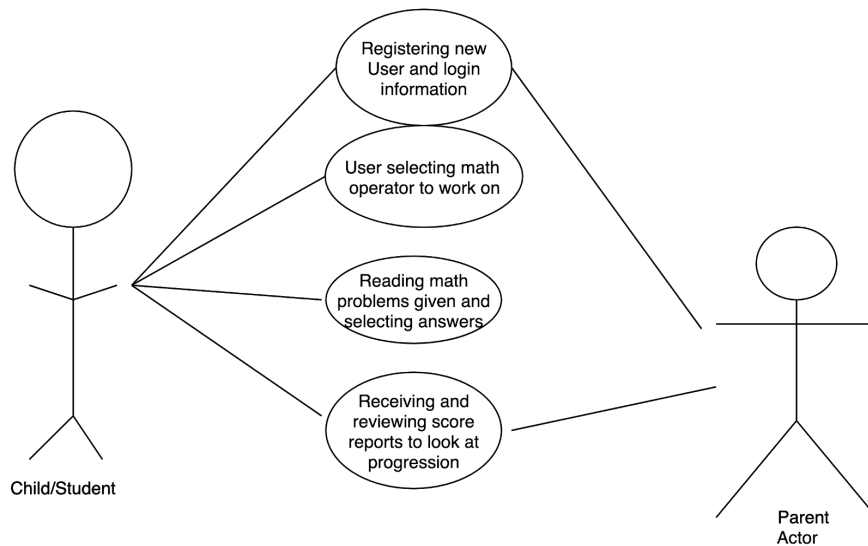 Registering new
User and login
information
User selecting math
operator to work on
Reading math
problems given and
selecting answers
Receiving and
reviewing score
reports to look at
progression
Child/Student
Parent
Actor